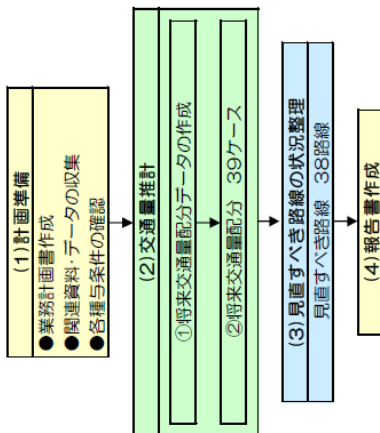 (1)計画準備
●業務計画書作成
●関連資料・データの収集
●各種与条件の確認
(2)交通量推計
①将来交通量配分データの作成
②将来交通量配分　39ケース
(3)見直すべき路線の状況整理
見直すべき路線　38路線
(4)報告書作成